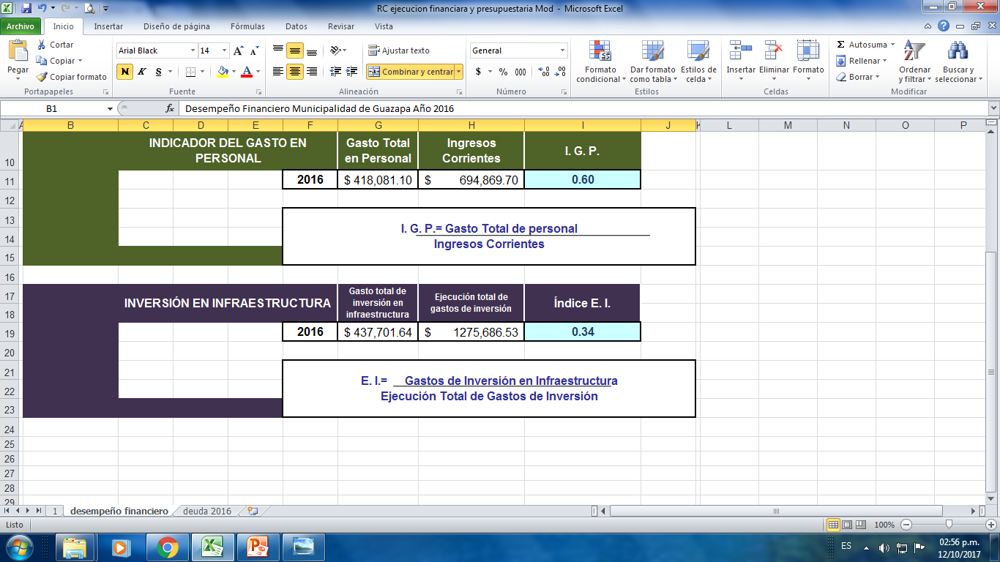 RC ejecucion financiara y presupuestaria Mod - Microsoft Excel
Archivo Inicio Insertar Diseño de página Fórmulas Datos Revisar Vista
Pegar
Cortar
Copiar
Copiar formato
Portapapeles
Arial Black 14
N K S
Fuente
Ajustar texto
Combinar y centrar
Alineación
General
$ % 000
Número
Formato condicional
Dar formato como tabla
Estilos de celda
Estilos
Insertar Eliminar Formato
Celdas
Σ Autosuma
Rellenar
Borrar
Ordenar y filtrar
Buscar y seleccionar
Modificar
B1 fx Desempeño Financiero Municipalidad de Guazapa Año 2016
A B C D E F G H I J K L M N O P
10
INDICADOR DEL GASTO EN
PERSONAL
Gasto Total
en Personal
Ingresos
Corrientes
I. G. P.
11 2016 $ 418,081.10 $ 694,869.70 0.60
12
13
I. G. P.= Gasto Total de personal
14
Ingresos Corrientes
15
16
17
INVERSIÓN EN INFRAESTRUCTURA
Gasto total de
inversión en
infraestructura
Ejecución total de
gastos de inversión
Índice E. I.
18
19 2016 $ 437,701.64 $ 1275,686.53 0.34
20
21
E. I.= Gastos de Inversión en Infraestructura
22
Ejecución Total de Gastos de Inversión
23
24
25
26
27
28
29
1 desempeño financiero deuda 2016
Listo 100%
ES 02:56 p.m.
12/10/2017